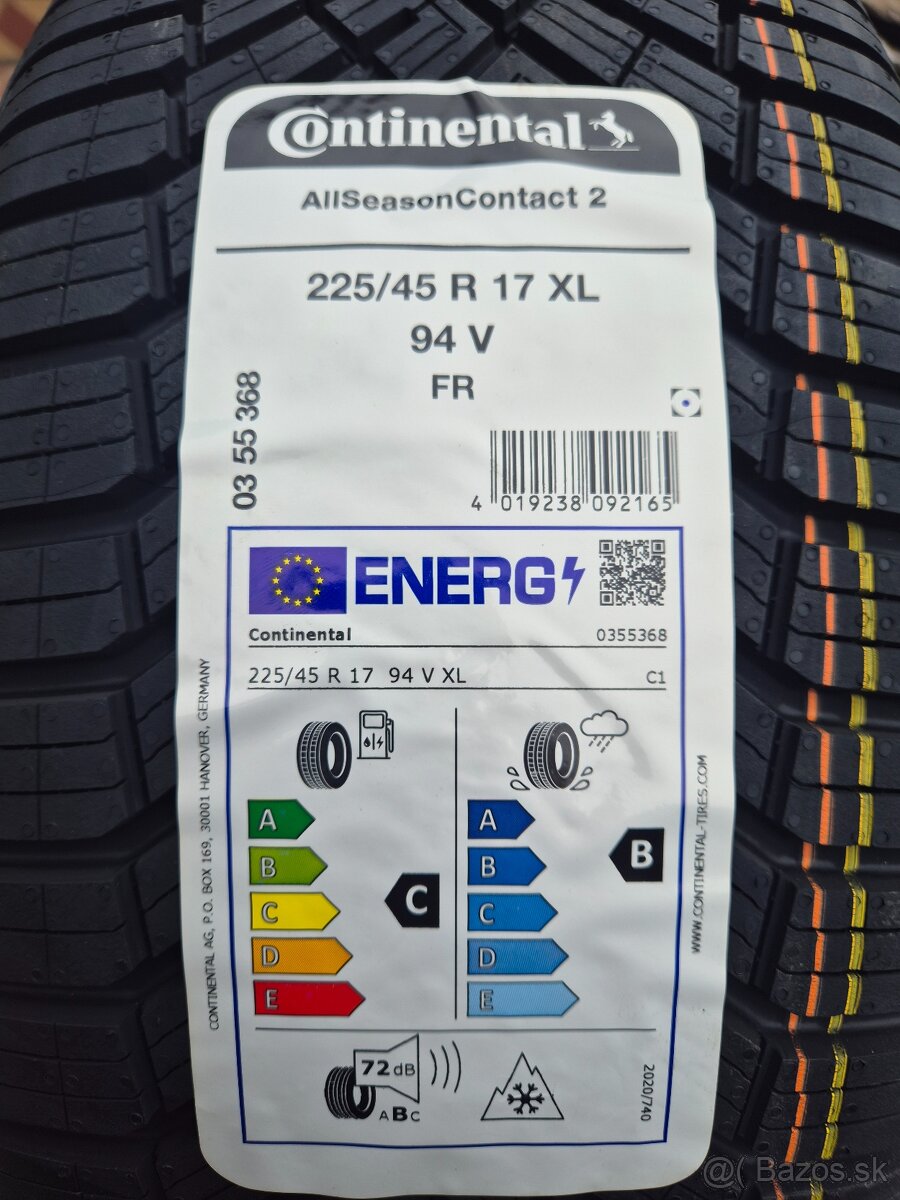 Continental
AllSeasonContact 2
225/45 R 17 XL
94 V
FR
03 55 368
4 019238 092165
ENERG
Continental
0355368
225/45 R 17 94 V XL
C1
A
B
C
D
E
C
A
B
C
D
E
B
72 dB
ABC
2020/740
CONTINENTAL AG, P.O. BOX 169, 30001 HANOVER, GERMANY
WWW.CONTINENTAL-TIRES.COM
@( Bazos.sk